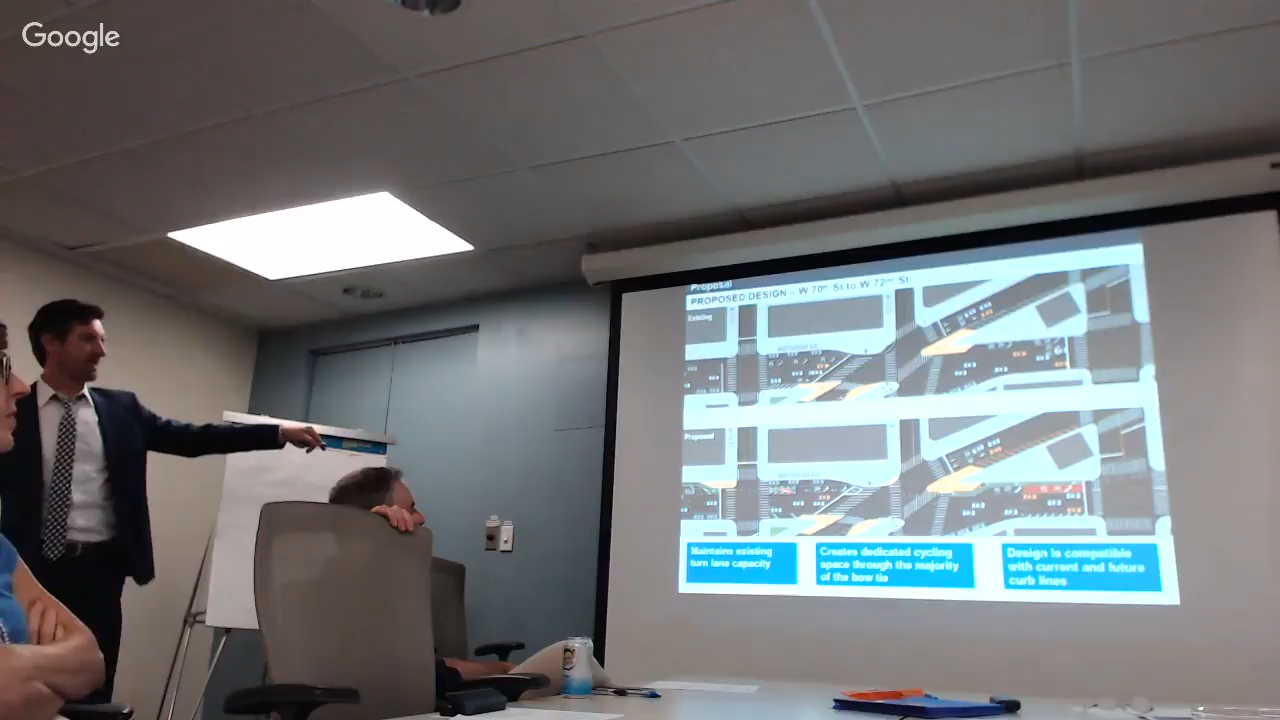 Google
Proposal
PROPOSED DESIGN – W 70th St to W 72nd St
Existing
Proposed
Maintains existing
turn lane capacity
Creates dedicated cycling
space through the majority
of the bow tie
Design is compatible
with current and future
curb lines